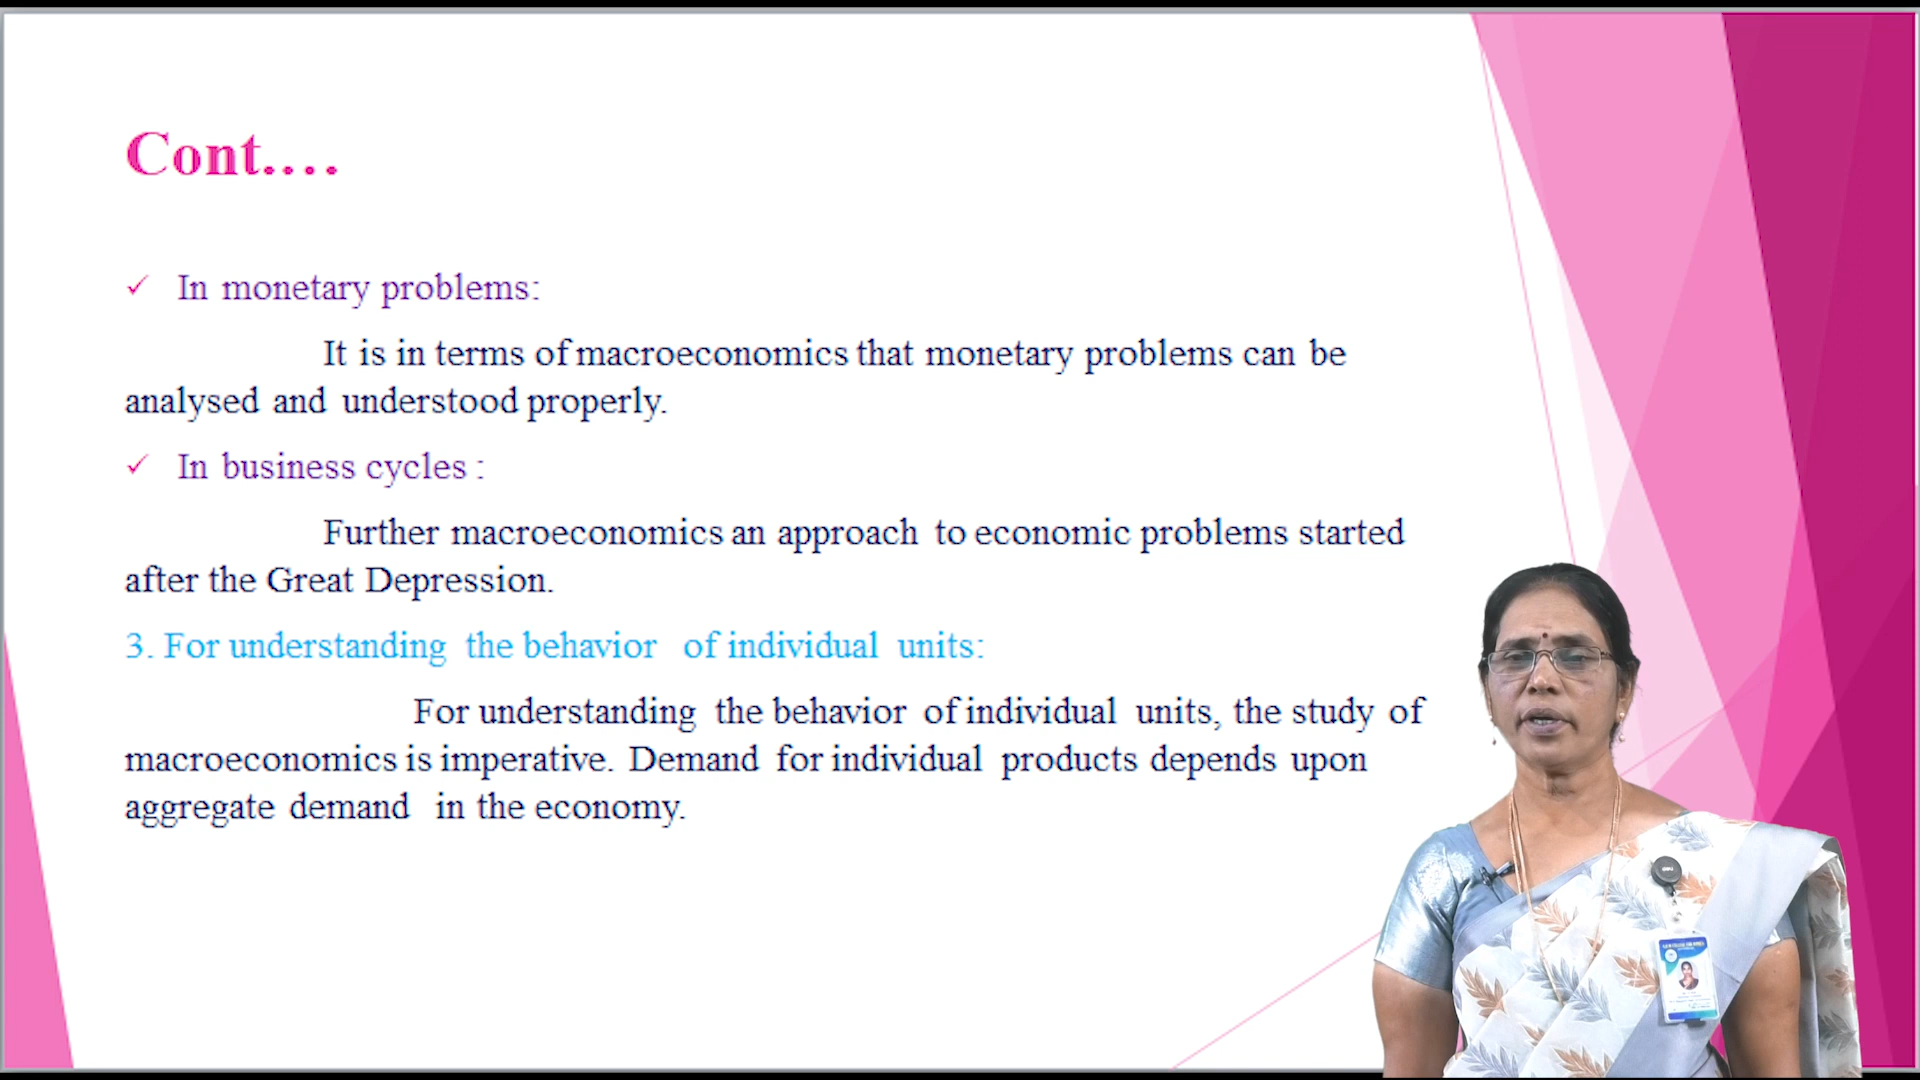 Cont.…
✓ In monetary problems:
It is in terms of macroeconomics that monetary problems can be
analysed and understood properly.
✓ In business cycles :
Further macroeconomics an approach to economic problems started
after the Great Depression.
3. For understanding the behavior of individual units:
For understanding the behavior of individual units, the study of
macroeconomics is imperative. Demand for individual products depends upon
aggregate demand in the economy.